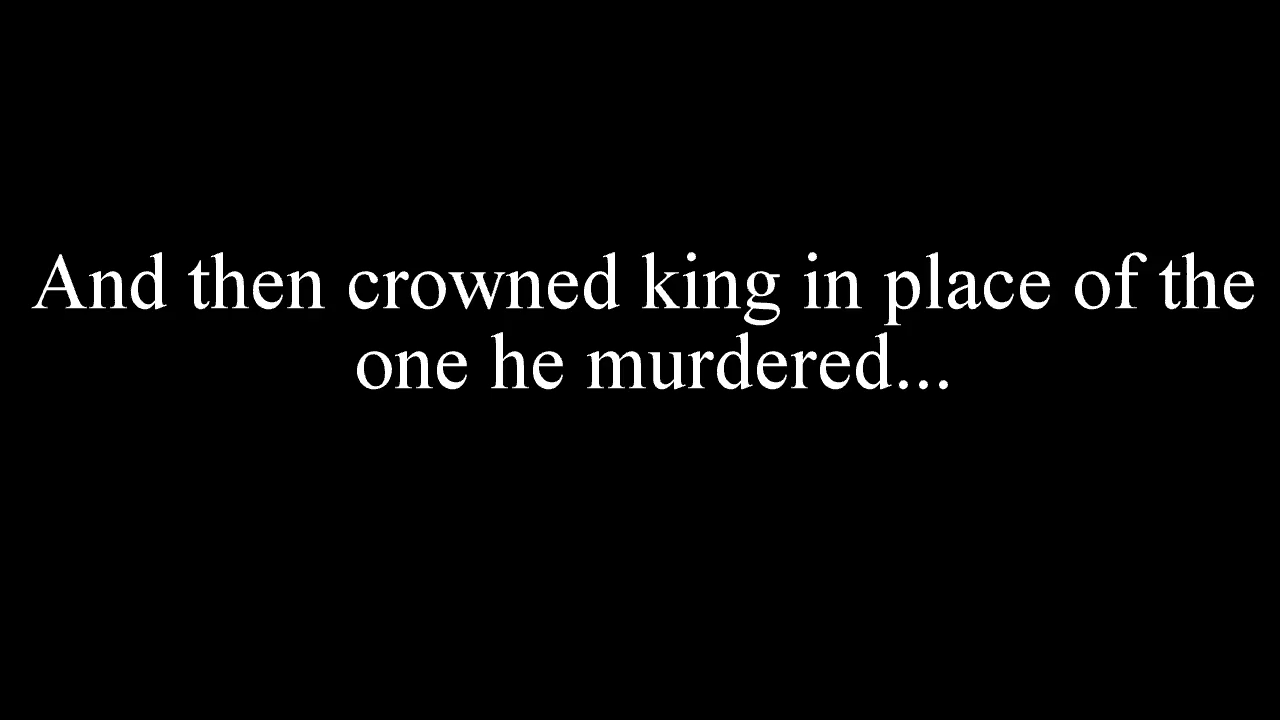 And then crowned king in place of the
one he murdered...